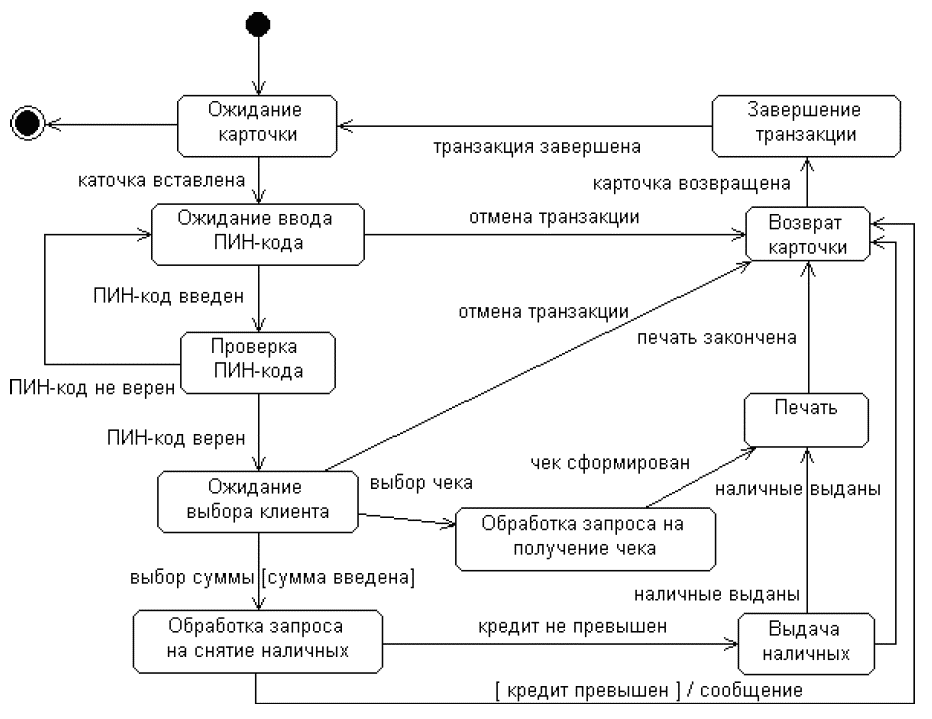 Ожидание
карточки
Завершение
транзакции
транзакция завершена
каточка вставлена
карточка возвращена
Ожидание ввода
ПИН-кода
отмена транзакции
Возврат
карточки
ПИН-код введен
отмена транзакции
печать закончена
Проверка
ПИН-кода
ПИН-код не верен
Печать
ПИН-код верен
чек сформирован
Ожидание
выбора клиента
выбор чека
наличные выданы
Обработка запроса на
получение чека
выбор суммы [сумма введена]
наличные выданы
Обработка запроса
на снятие наличных
кредит не превышен
Выдача
наличных
[ кредит превышен ] / сообщение